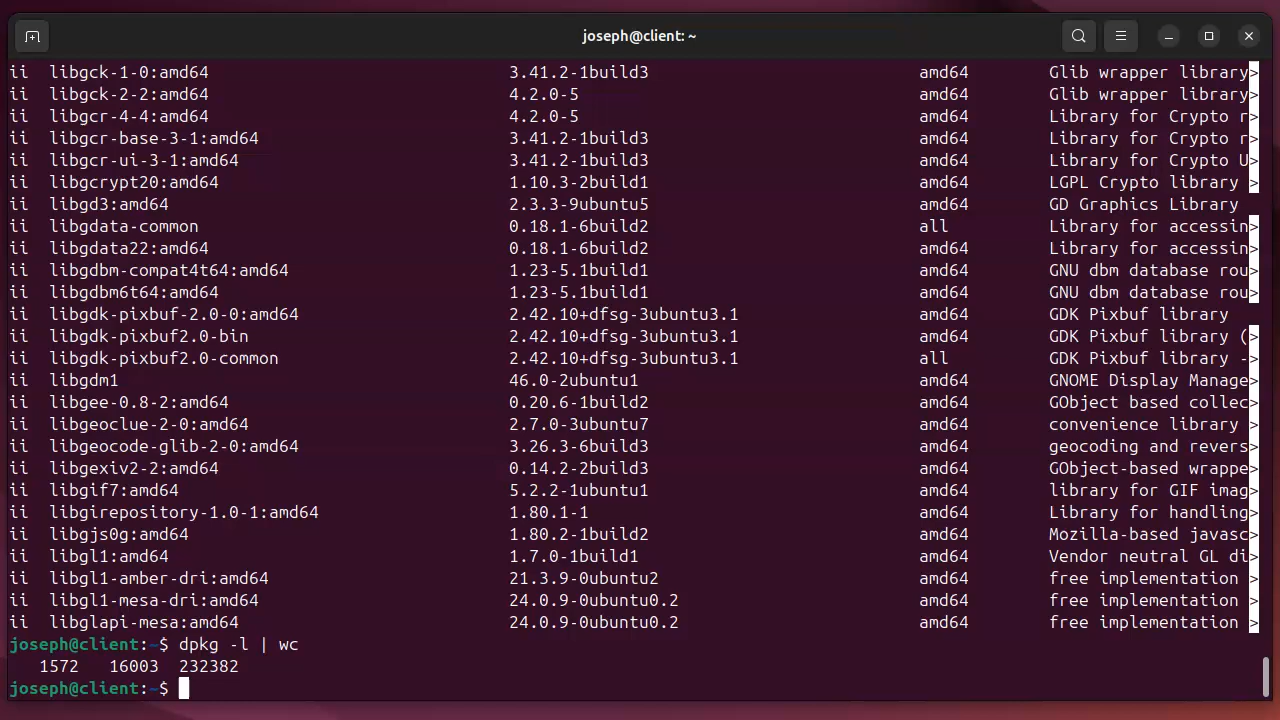 joseph@client: ~
ii  libgck-1-0:amd64  3.41.2-1build3  amd64  Glib wrapper library>
ii  libgck-2-2:amd64  4.2.0-5  amd64  Glib wrapper library>
ii  libgcr-4-4:amd64  4.2.0-5  amd64  Library for Crypto r>
ii  libgcr-base-3-1:amd64  3.41.2-1build3  amd64  Library for Crypto r>
ii  libgcr-ui-3-1:amd64  3.41.2-1build3  amd64  Library for Crypto U>
ii  libgcrypt20:amd64  1.10.3-2build1  amd64  LGPL Crypto library >
ii  libgd3:amd64  2.3.3-9ubuntu5  amd64  GD Graphics Library
ii  libgdata-common  0.18.1-6build2  all  Library for accessin>
ii  libgdata22:amd64  0.18.1-6build2  amd64  Library for accessin>
ii  libgdbm-compat4t64:amd64  1.23-5.1build1  amd64  GNU dbm database rou>
ii  libgdbm6t64:amd64  1.23-5.1build1  amd64  GNU dbm database rou>
ii  libgdk-pixbuf-2.0-0:amd64  2.42.10+dfsg-3ubuntu3.1  amd64  GDK Pixbuf library
ii  libgdk-pixbuf2.0-bin  2.42.10+dfsg-3ubuntu3.1  amd64  GDK Pixbuf library (>
ii  libgdk-pixbuf2.0-common  2.42.10+dfsg-3ubuntu3.1  all  GDK Pixbuf library ->
ii  libgdm1  46.0-2ubuntu1  amd64  GNOME Display Manage>
ii  libgee-0.8-2:amd64  0.20.6-1build2  amd64  GObject based collec>
ii  libgeoclue-2-0:amd64  2.7.0-3ubuntu7  amd64  convenience library >
ii  libgeocode-glib-2-0:amd64  3.26.3-6build3  amd64  geocoding and revers>
ii  libgexiv2-2:amd64  0.14.2-2build3  amd64  GObject-based wrappe>
ii  libgif7:amd64  5.2.2-1ubuntu1  amd64  library for GIF imag>
ii  libgirepository-1.0-1:amd64  1.80.1-1  amd64  Library for handling>
ii  libgjs0g:amd64  1.80.2-1build2  amd64  Mozilla-based javasc>
ii  libgl1:amd64  1.7.0-1build1  amd64  Vendor neutral GL di>
ii  libgl1-amber-dri:amd64  21.3.9-0ubuntu2  amd64  free implementation >
ii  libgl1-mesa-dri:amd64  24.0.9-0ubuntu0.2  amd64  free implementation >
ii  libglapi-mesa:amd64  24.0.9-0ubuntu0.2  amd64  free implementation >
joseph@client:~$ dpkg -l | wc
1572  16003  232382
joseph@client:~$